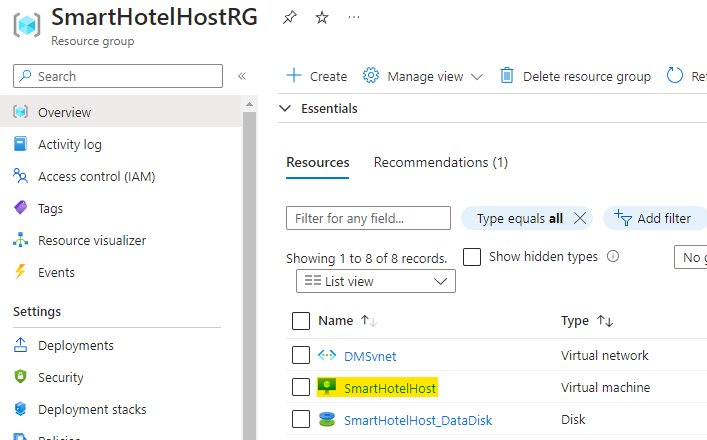 SmartHotelHostRG
Resource group
Search
Overview
Activity log
Access control (IAM)
Tags
Resource visualizer
Events
Settings
Deployments
Security
Deployment stacks
Create
Manage view
Delete resource group
Essentials
Resources
Recommendations (1)
Filter for any field...
Type equals all
Add filter
Showing 1 to 8 of 8 records.
Show hidden types
List view
Name
Type
DMSvnet
Virtual network
SmartHotelHost
Virtual machine
SmartHotelHost_DataDisk
Disk